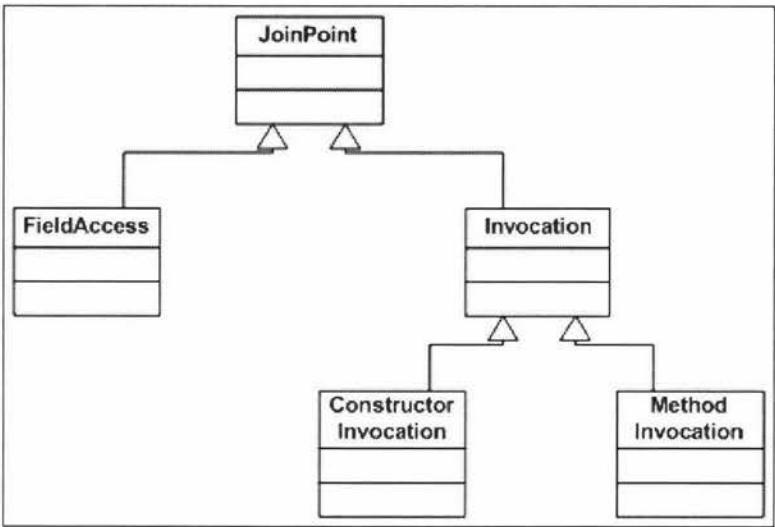 JoinPoint
FieldAccess
Invocation
Constructor
Invocation
Method
Invocation